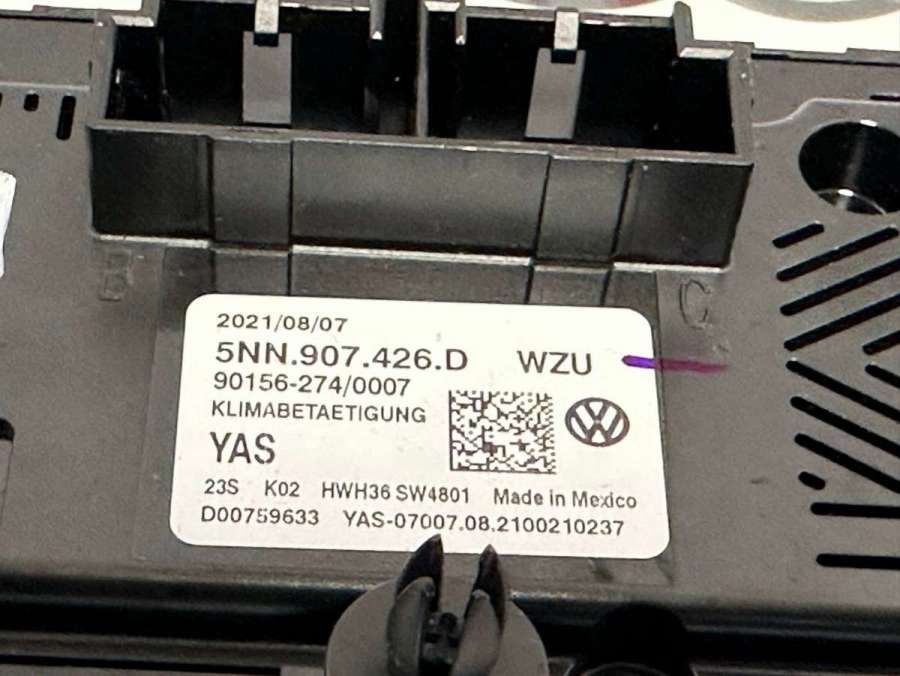 B
C
2021/08/07
5NN.907.426.D WZU
90156-274/0007
KLIMABETAETIGUNG
YAS
23S K02 HWH36 SW4801 Made in Mexico
D00759633 YAS-07007.08.2100210237